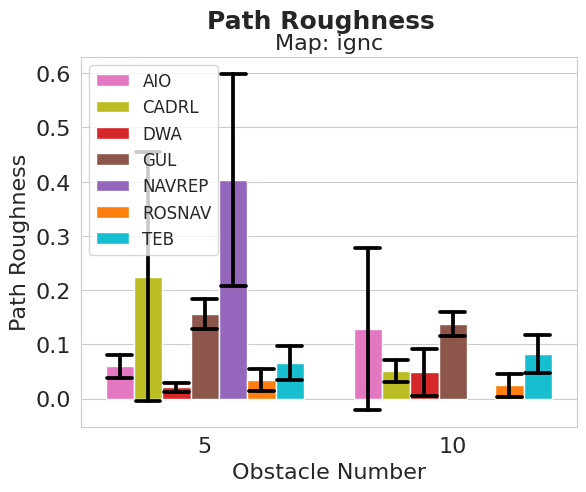 Path Roughness
Map: ignc
0.6
0.5
0.4
0.3
0.2
0.1
0.0
Path Roughness
AIO
CADRL
DWA
GUL
NAVREP
ROSNAV
TEB
5
10
Obstacle Number